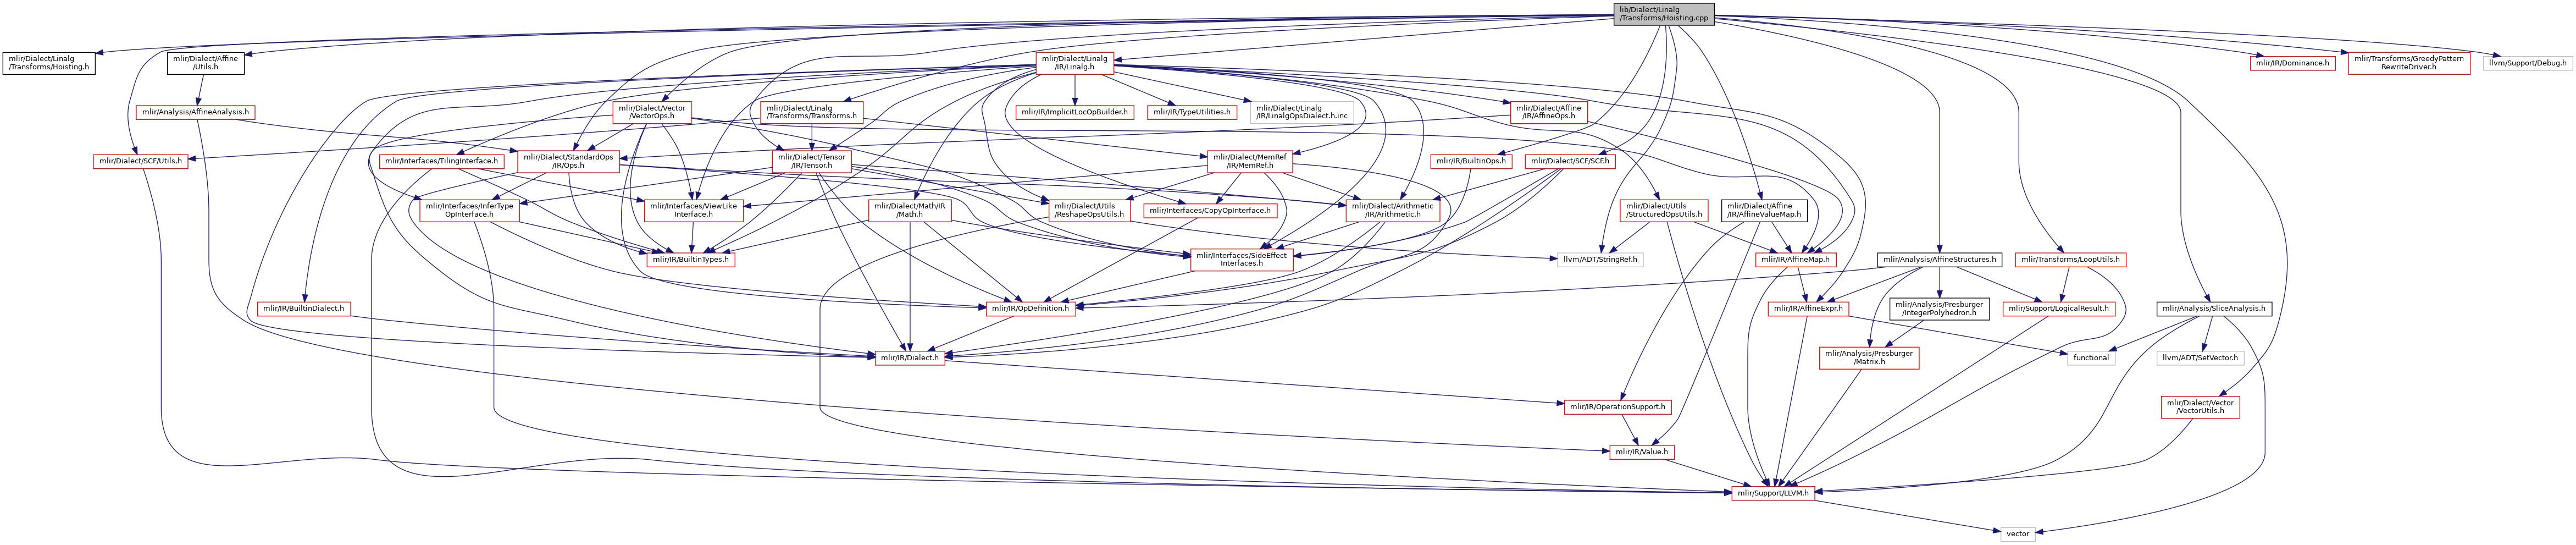 lib/Dialect/Linalg
/Transforms/Hoisting.cpp
mlir/Dialect/Linalg
/Transforms/Hoisting.h
mlir/Dialect/Affine
/Utils.h
mlir/Dialect/Linalg
/IR/Linalg.h
mlir/IR/Dominance.h
mlir/Transforms/GreedyPattern
RewriteDriver.h
llvm/Support/Debug.h
mlir/Analysis/AffineAnalysis.h
mlir/Dialect/Vector
/VectorOps.h
mlir/Dialect/Linalg
/Transforms/Transforms.h
mlir/IR/ImplicitLocOpBuilder.h
mlir/IR/TypeUtilities.h
mlir/Dialect/Linalg
/IR/LinalgOpsDialect.h.inc
mlir/Dialect/Affine
/IR/AffineOps.h
mlir/Dialect/SCF/Utils.h
mlir/Interfaces/TilingInterface.h
mlir/Dialect/StandardOps
/IR/Ops.h
mlir/Dialect/Tensor
/IR/Tensor.h
mlir/Dialect/MemRef
/IR/MemRef.h
mlir/IR/BuiltinOps.h
mlir/Dialect/SCF/SCF.h
mlir/Interfaces/InferType
OpInterface.h
mlir/Interfaces/ViewLike
Interface.h
mlir/Dialect/Math/IR
/Math.h
mlir/Dialect/Utils
/ReshapeOpsUtils.h
mlir/Interfaces/CopyOpInterface.h
mlir/Dialect/Arithmetic
/IR/Arithmetic.h
mlir/Dialect/Utils
/StructuredOpsUtils.h
mlir/Dialect/Affine
/IR/AffineValueMap.h
mlir/IR/BuiltinTypes.h
mlir/Interfaces/SideEffect
Interfaces.h
llvm/ADT/StringRef.h
mlir/IR/AffineMap.h
mlir/Analysis/AffineStructures.h
mlir/Transforms/LoopUtils.h
mlir/IR/BuiltinDialect.h
mlir/IR/OpDefinition.h
mlir/IR/AffineExpr.h
mlir/Analysis/Presburger
/IntegerPolyhedron.h
mlir/Support/LogicalResult.h
mlir/Analysis/SliceAnalysis.h
mlir/IR/Dialect.h
mlir/Analysis/Presburger
/Matrix.h
functional
llvm/ADT/SetVector.h
mlir/IR/OperationSupport.h
mlir/Dialect/Vector
/VectorUtils.h
mlir/IR/Value.h
mlir/Support/LLVM.h
vector